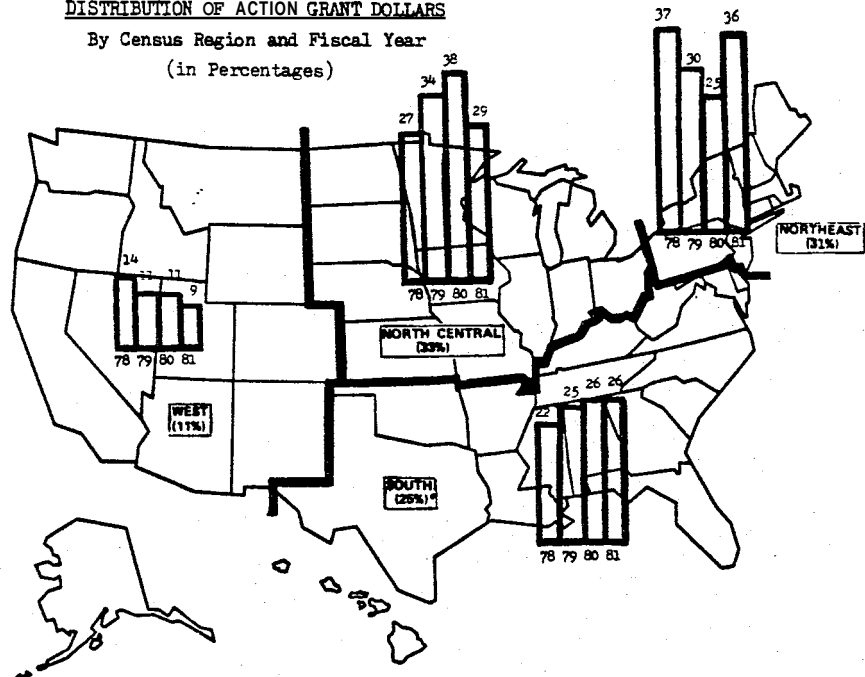 DISTRIBUTION OF ACTION GRANT DOLLARS
By Census Region and Fiscal Year
(in Percentages)
27 34 38 29
78 79 80 81
NORTH CENTRAL
(33%)
37 30 25 36
78 79 80 81
NORTHEAST
(31%)
14 11 11 9
78 79 80 81
WEST
(11%)
22 25 26 26
78 79 80 81
SOUTH
(25%)*